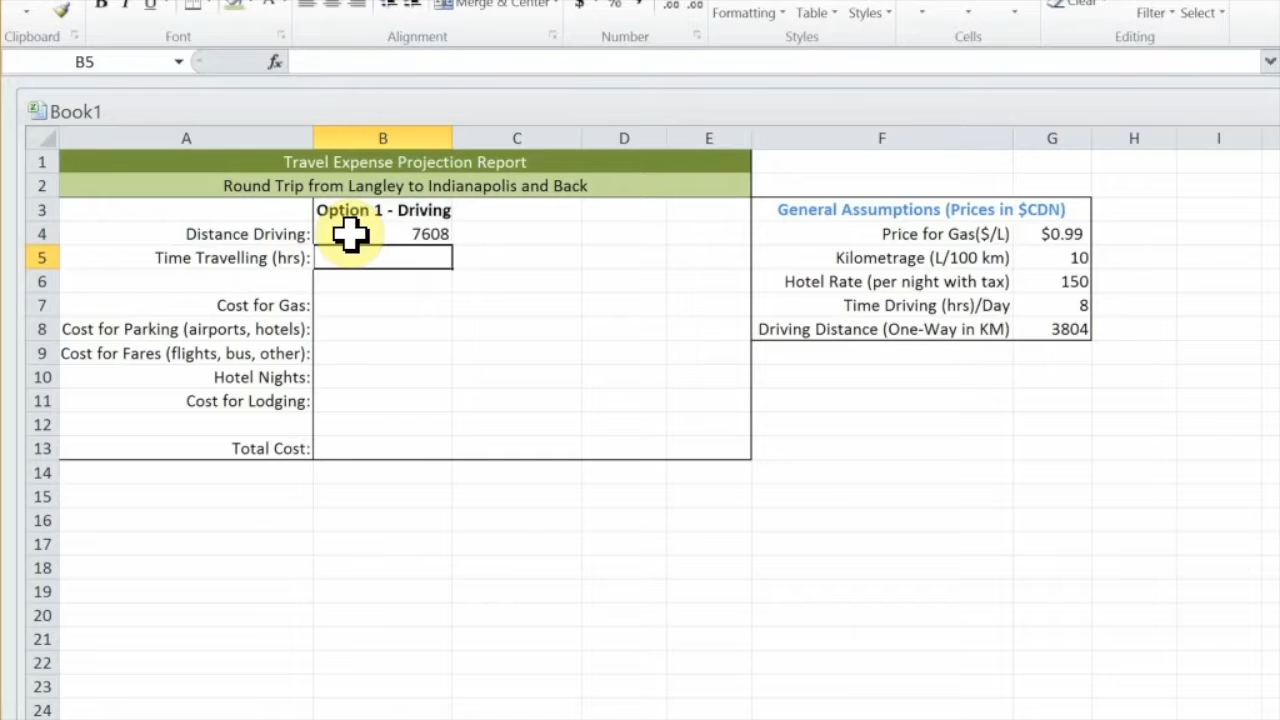 B I U Merge & Center $ % Clear
Formatting Table Styles Filter Select
Clipboard Font Alignment Number Styles Cells Editing
B5 fx
Book1
A B C D E F G H I
1 Travel Expense Projection Report
2 Round Trip from Langley to Indianapolis and Back
3 Option 1 - Driving General Assumptions (Prices in $CDN)
4 Distance Driving: 7608 Price for Gas($/L) $0.99
5 Time Travelling (hrs): Kilometrage (L/100 km) 10
6 Hotel Rate (per night with tax) 150
7 Cost for Gas: Time Driving (hrs)/Day 8
8 Cost for Parking (airports, hotels): Driving Distance (One-Way in KM) 3804
9 Cost for Fares (flights, bus, other):
10 Hotel Nights:
11 Cost for Lodging:
12
13 Total Cost:
14
15
16
17
18
19
20
21
22
23
24